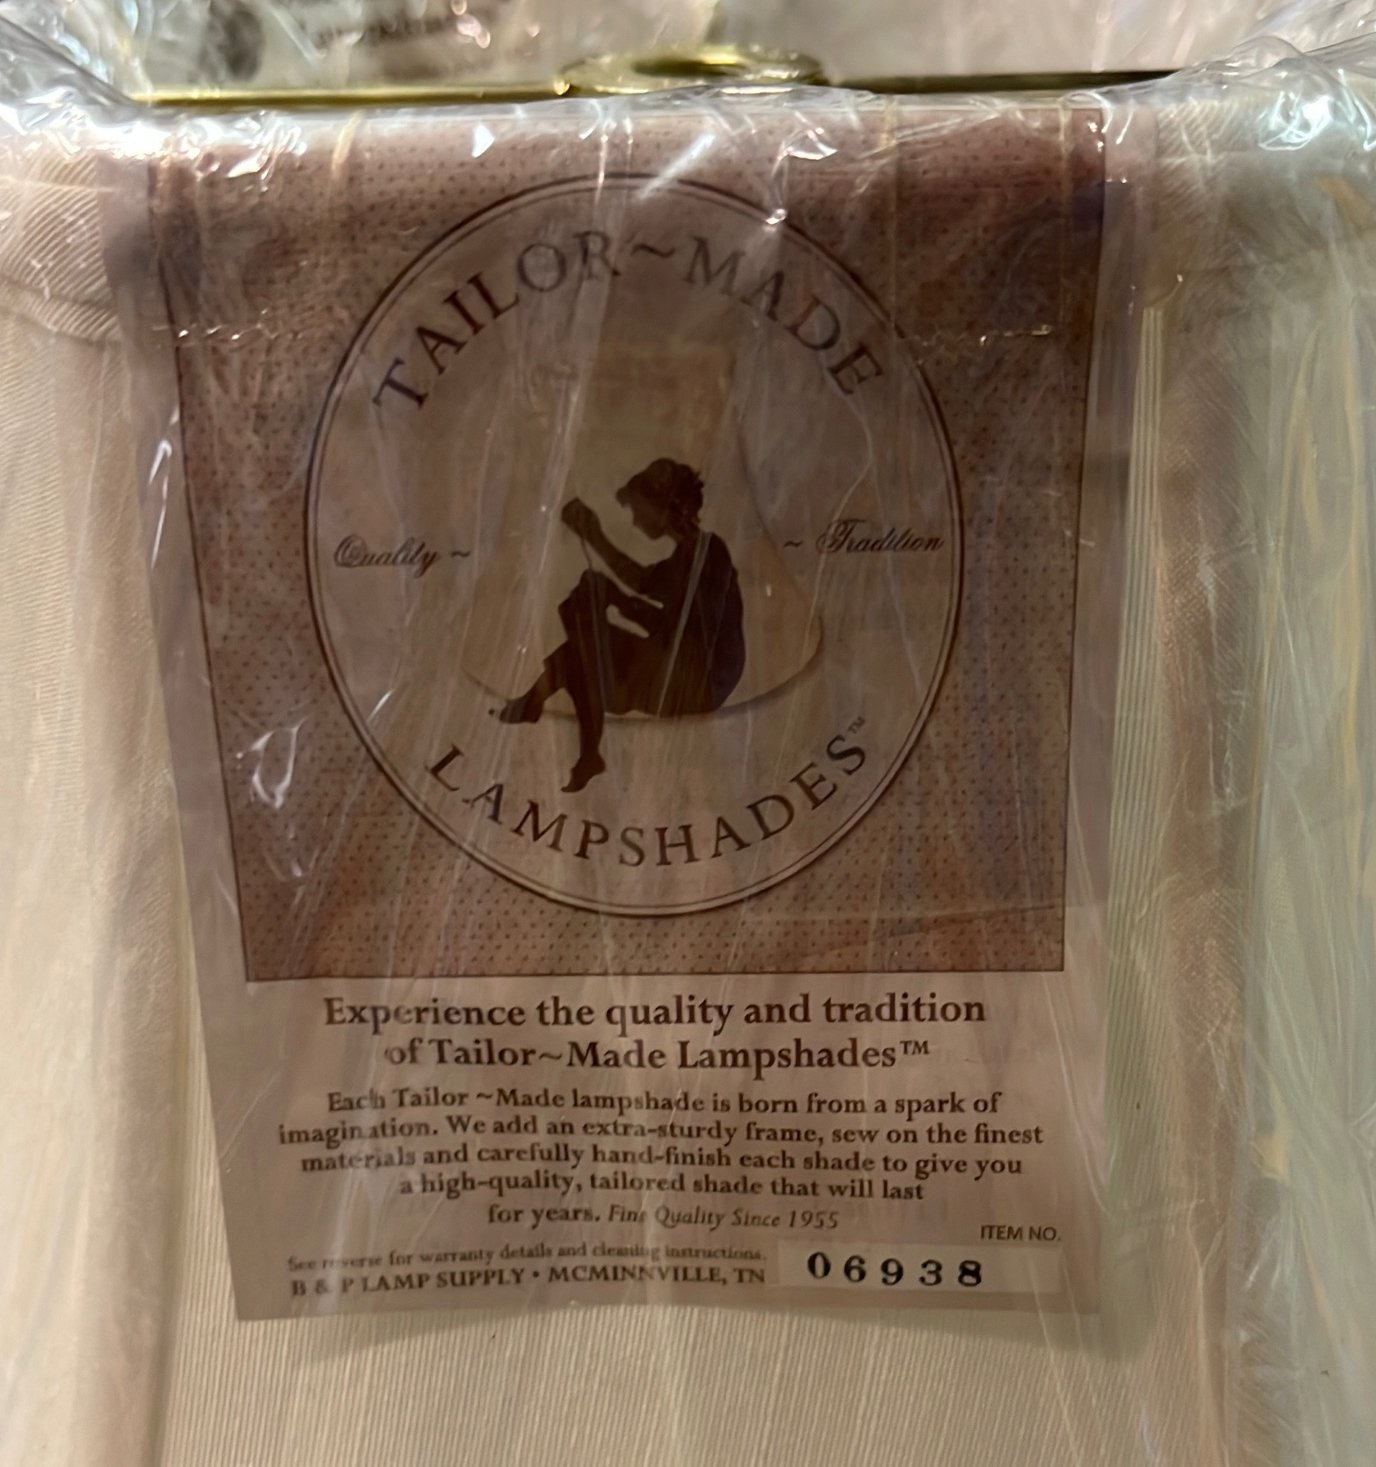 TAILOR~MADE
Quality ~
~ Tradition
LAMPSHADES™
Experience the quality and tradition
of Tailor~Made Lampshades™
Each Tailor ~Made lampshade is born from a spark of
imagination. We add an extra-sturdy frame, sew on the finest
materials and carefully hand-finish each shade to give you
a high-quality, tailored shade that will last
for years. Fine Quality Since 1955
ITEM NO.
See reverse for warranty details and cleaning instructions.
B & P LAMP SUPPLY • MCMINNVILLE, TN
06938